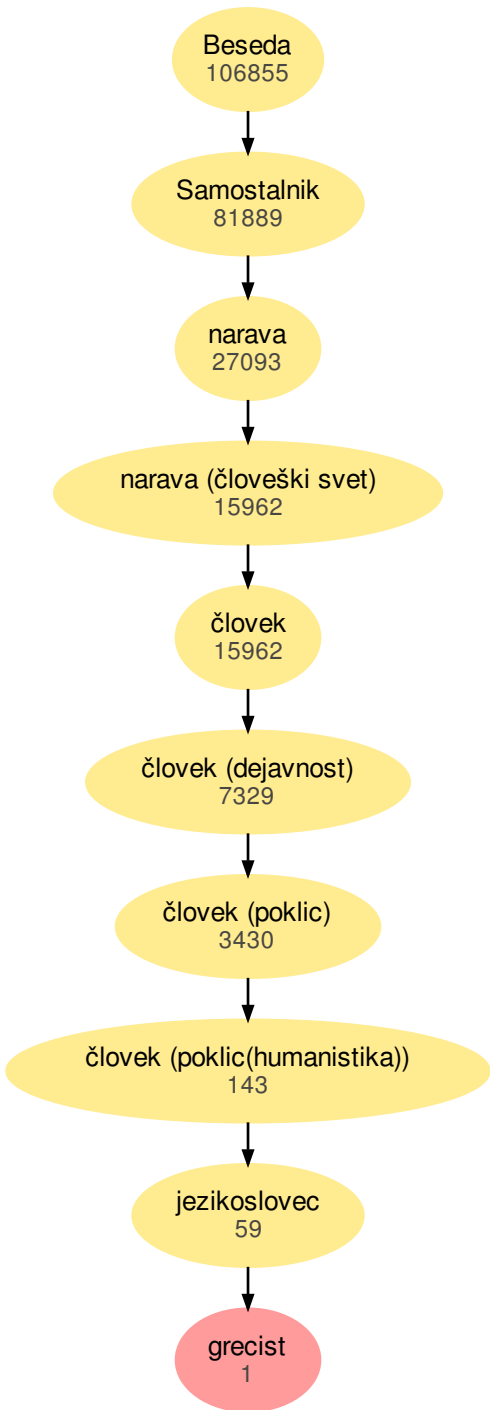 Beseda
106855
Samostalnik
81889
narava
27093
narava (človeški svet)
15962
človek
15962
človek (dejavnost)
7329
človek (poklic)
3430
človek (poklic(humanistika))
143
jezikoslovec
59
grecist
1